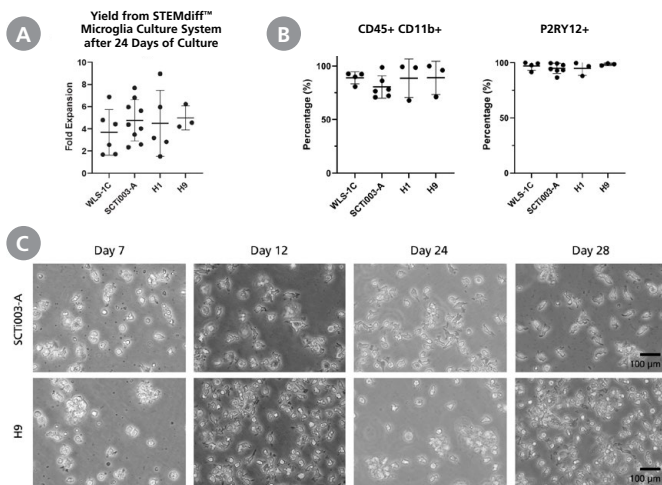 A
Yield from STEMdiff™
Microglia Culture System
after 24 Days of Culture
Fold Expansion
10
8
6
4
2
0
WLS-1C
SCTi003-A
H1
H9
B
CD45+ CD11b+
Percentage (%)
100
50
0
WLS-1C
SCTi003-A
H1
H9
P2RY12+
Percentage (%)
100
50
0
WLS-1C
SCTi003-A
H1
H9
C
Day 7
Day 12
Day 24
Day 28
SCTi003-A
100 µm
H9
100 µm